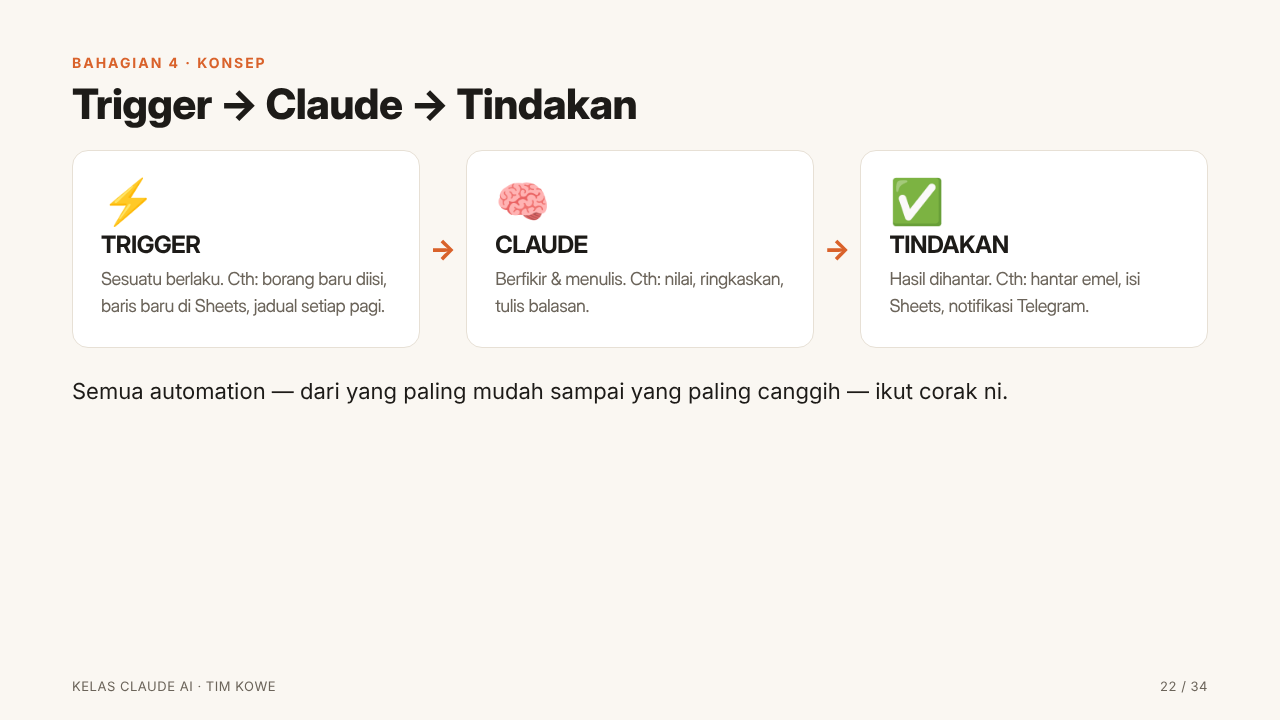 BAHAGIAN 4 · KONSEP
Trigger → Claude → Tindakan
⚡
TRIGGER
Sesuatu berlaku. Cth: borang baru diisi,
baris baru di Sheets, jadual setiap pagi.
→
🧠
CLAUDE
Berfikir & menulis. Cth: nilai, ringkaskan,
tulis balasan.
→
✅
TINDAKAN
Hasil dihantar. Cth: hantar emel, isi
Sheets, notifikasi Telegram.
Semua automation — dari yang paling mudah sampai yang paling canggih — ikut corak ni.
KELAS CLAUDE AI · TIM KOWE
22 / 34